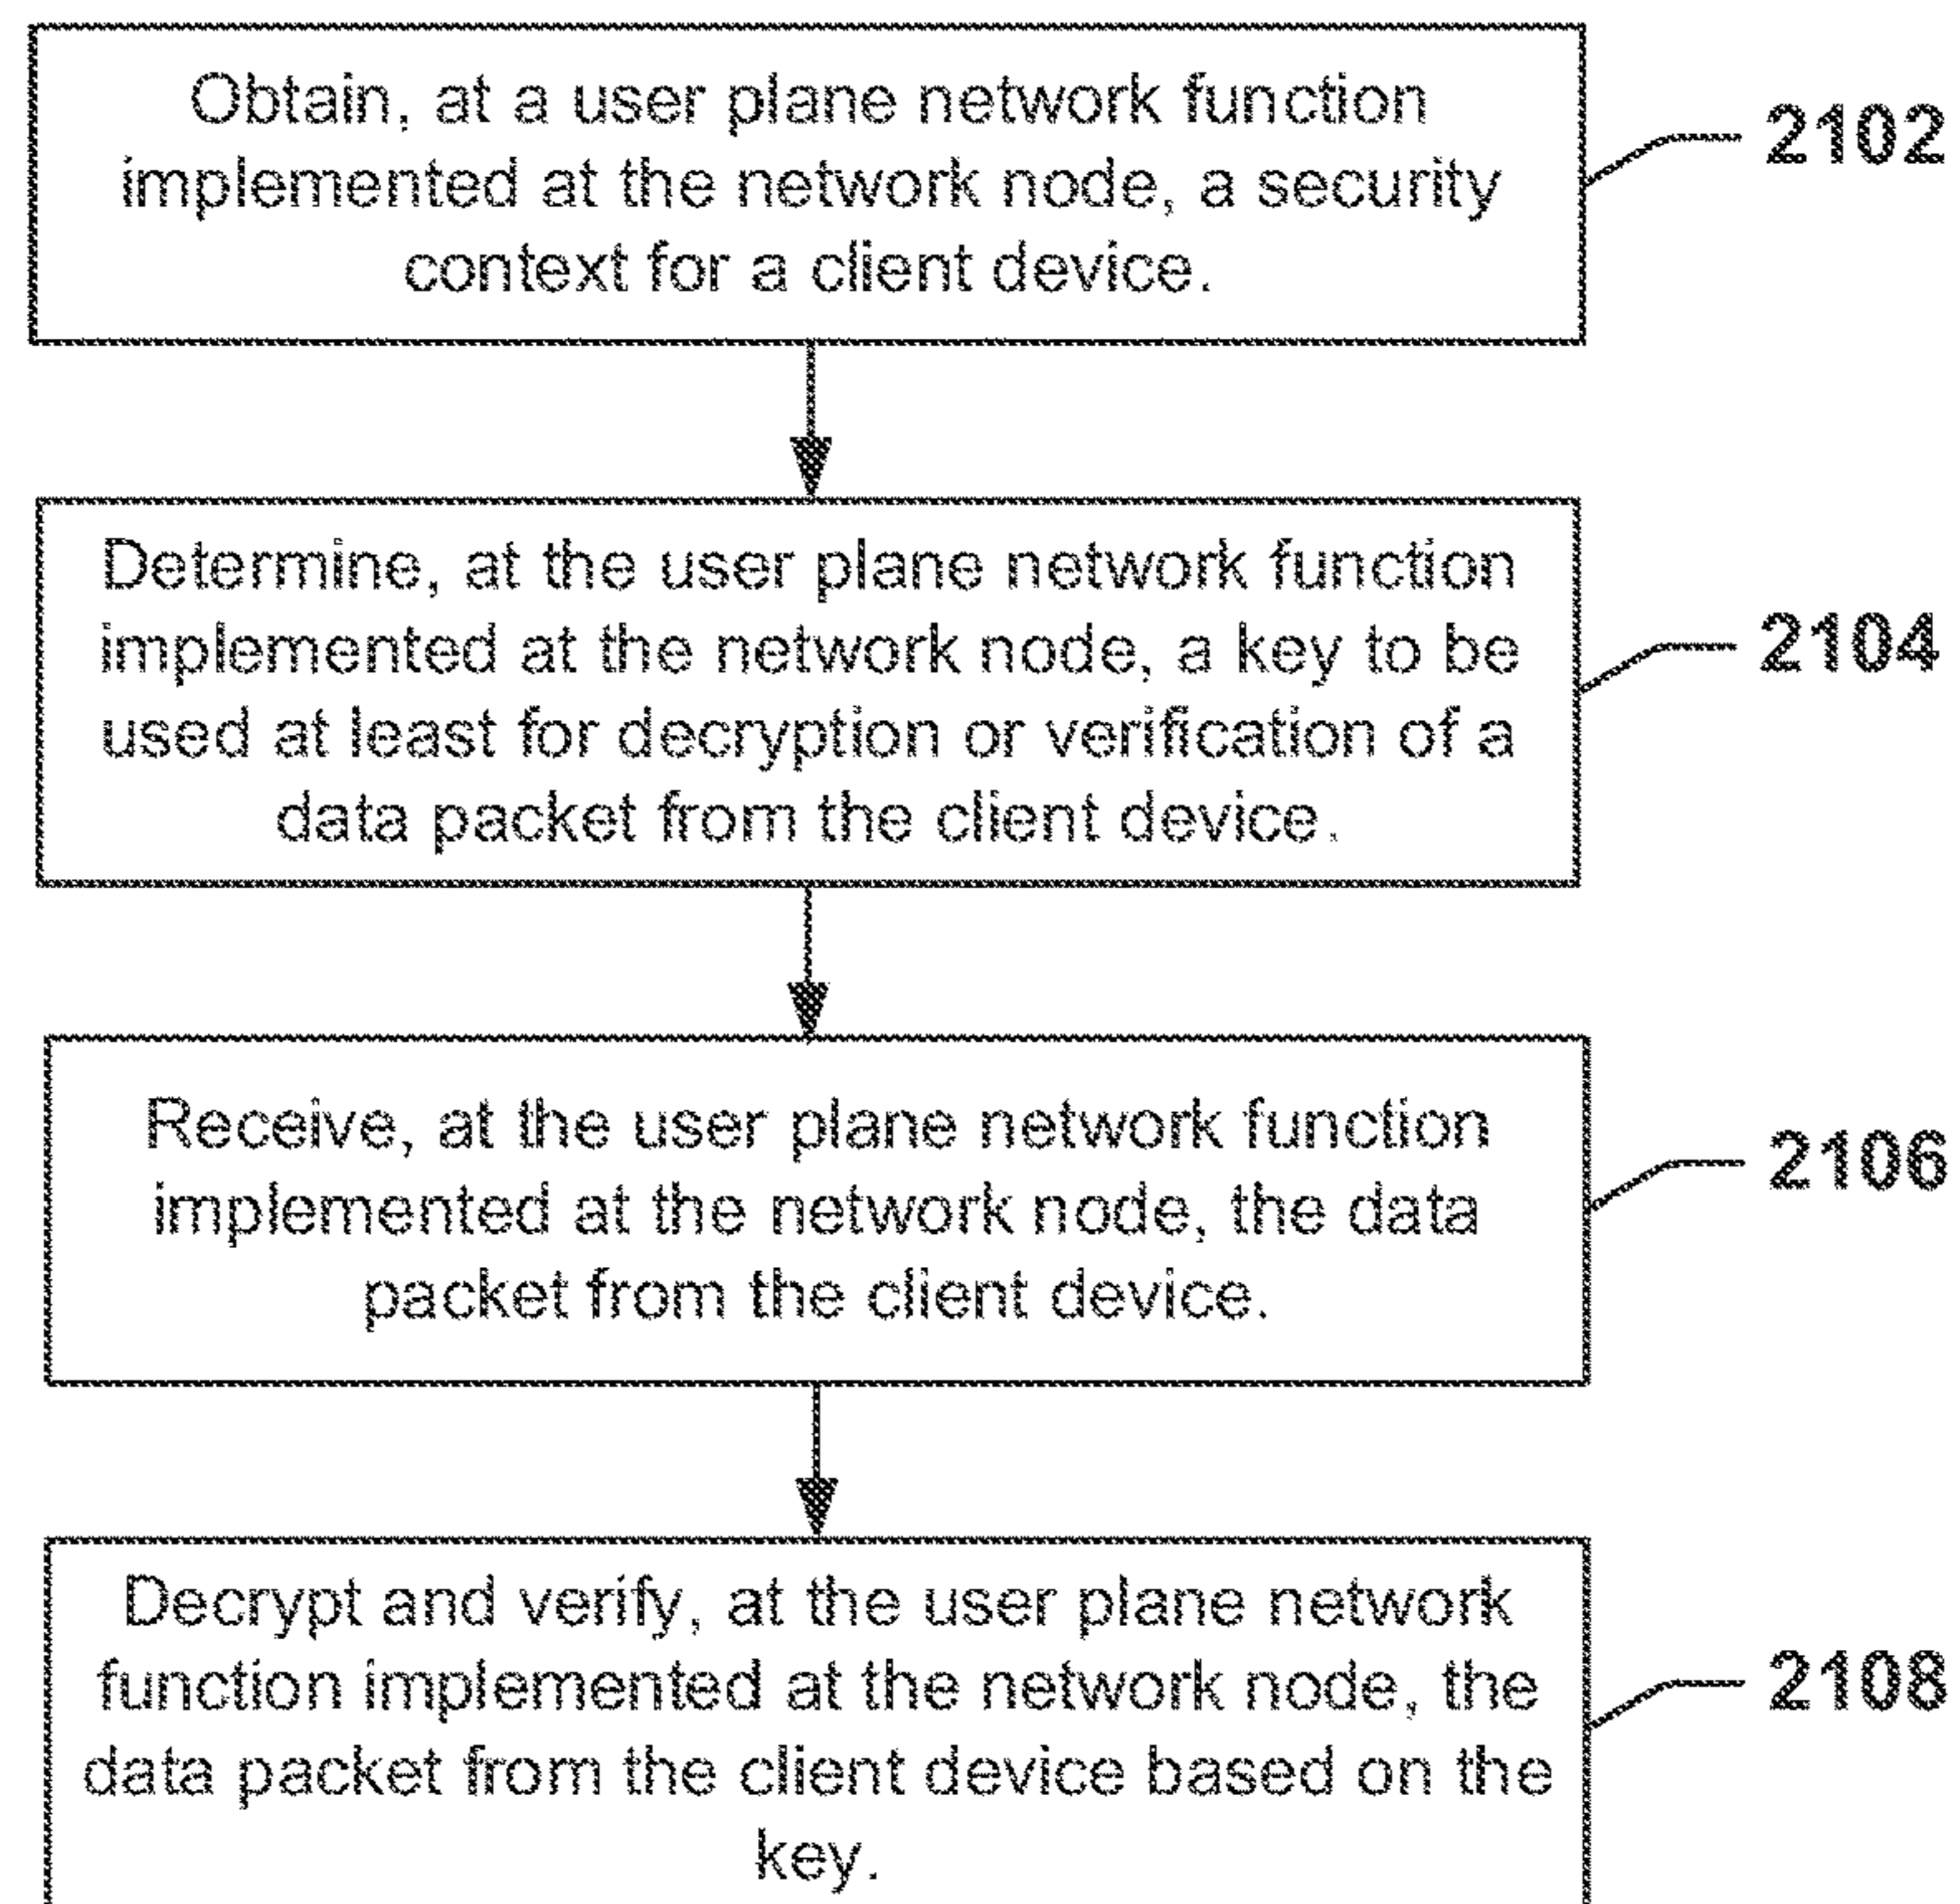 Obtain, at a user plane network function
implemented at the network node, a security
context for a client device.
2102
Determine, at the user plane network function
implemented at the network node, a key to be
used at least for decryption or verification of a
data packet from the client device.
2104
Receive, at the user plane network function
implemented at the network node, the data
packet from the client device.
2106
Decrypt and verify, at the user plane network
function implemented at the network node, the
data packet from the client device based on the
key.
2108